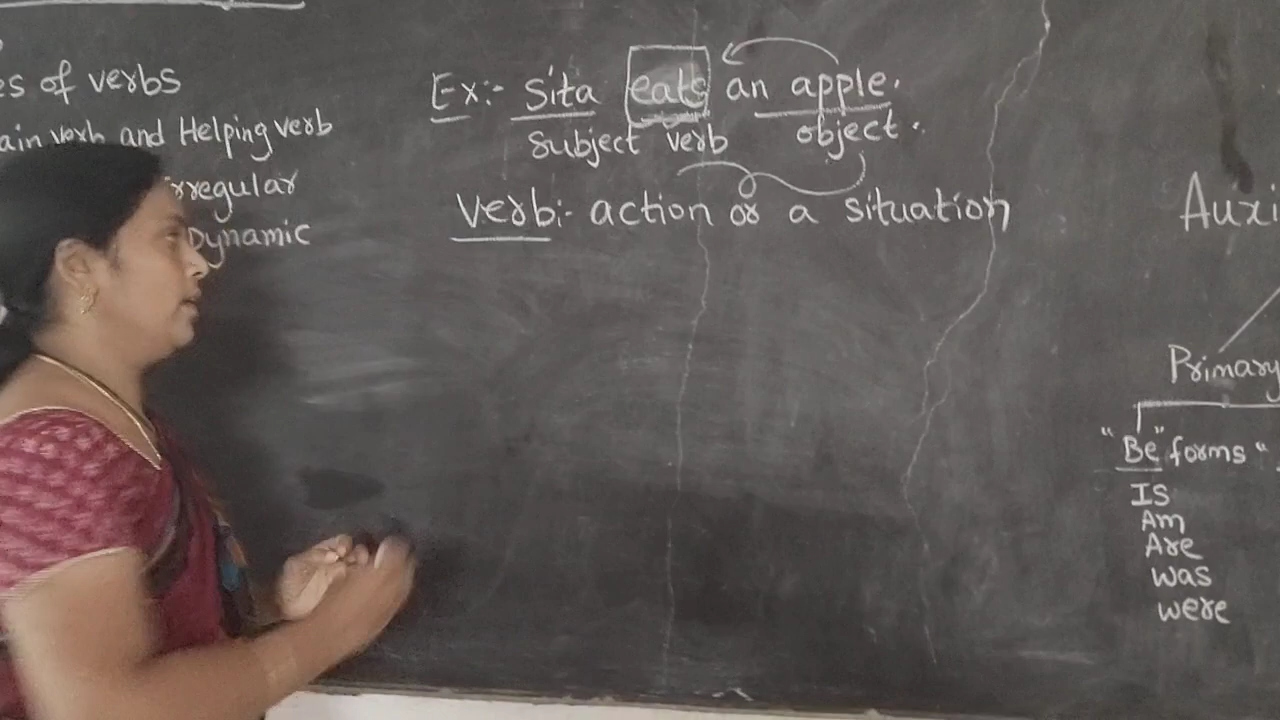 es of verbs
ain verb and Helping verb
irregular
Dynamic
Ex:- Sita eats an apple.
Subject verb object.
Verb:- action or a situation
Auxi
Primary
"Be" forms "
Is
Am
Are
was
were